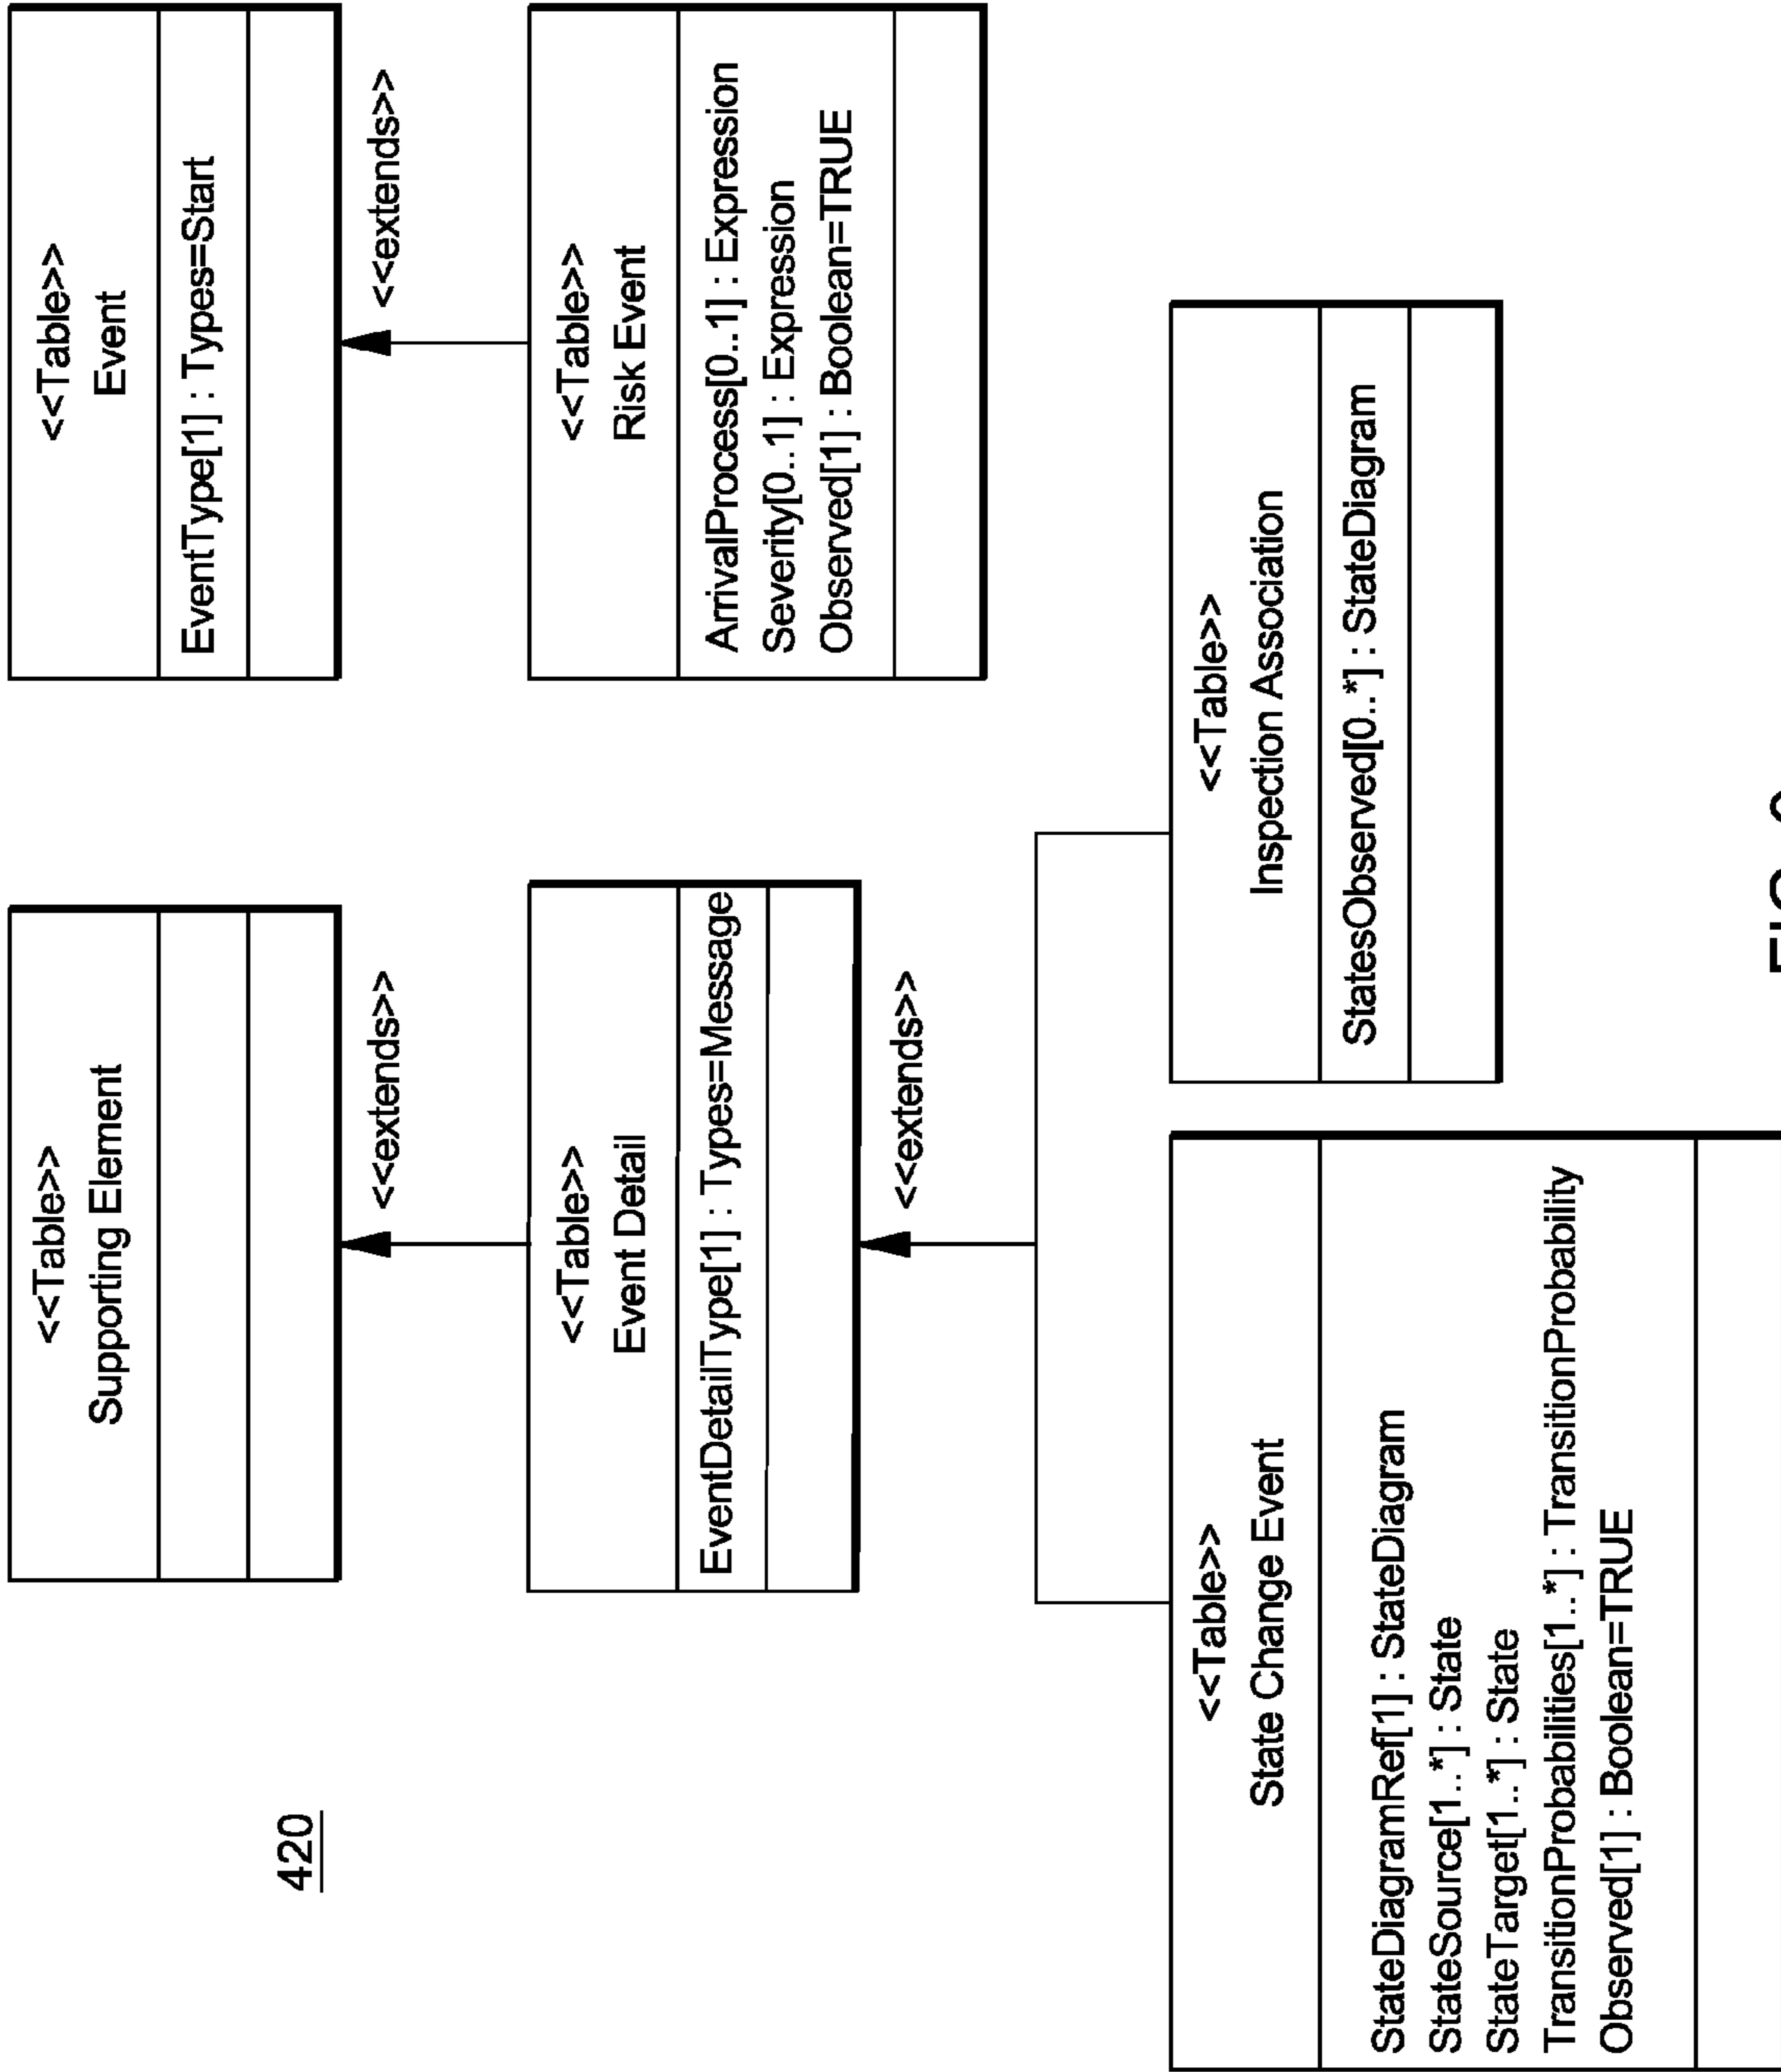 420
<<Table>>
Supporting Element
<<extends>>
<<Table>>
Event Detail
EventDetailType[1] : Types=Message
<<extends>>
<<Table>>
Event
EventType[1] : Types=Start
<<extends>>
<<Table>>
Risk Event
ArrivalProcess[0..1] : Expression
Severity[0..1] : Expression
Observed[1] : Boolean=TRUE
<<Table>>
State Change Event
StateDiagramRef[1] : StateDiagram
StateSource[1..*] : State
StateTarget[1..*] : State
TransitionProbabilities[1..*] : TransitionProbability
Observed[1] : Boolean=TRUE
<<Table>>
Inspection Association
StatesObserved[0..*] : StateDiagram